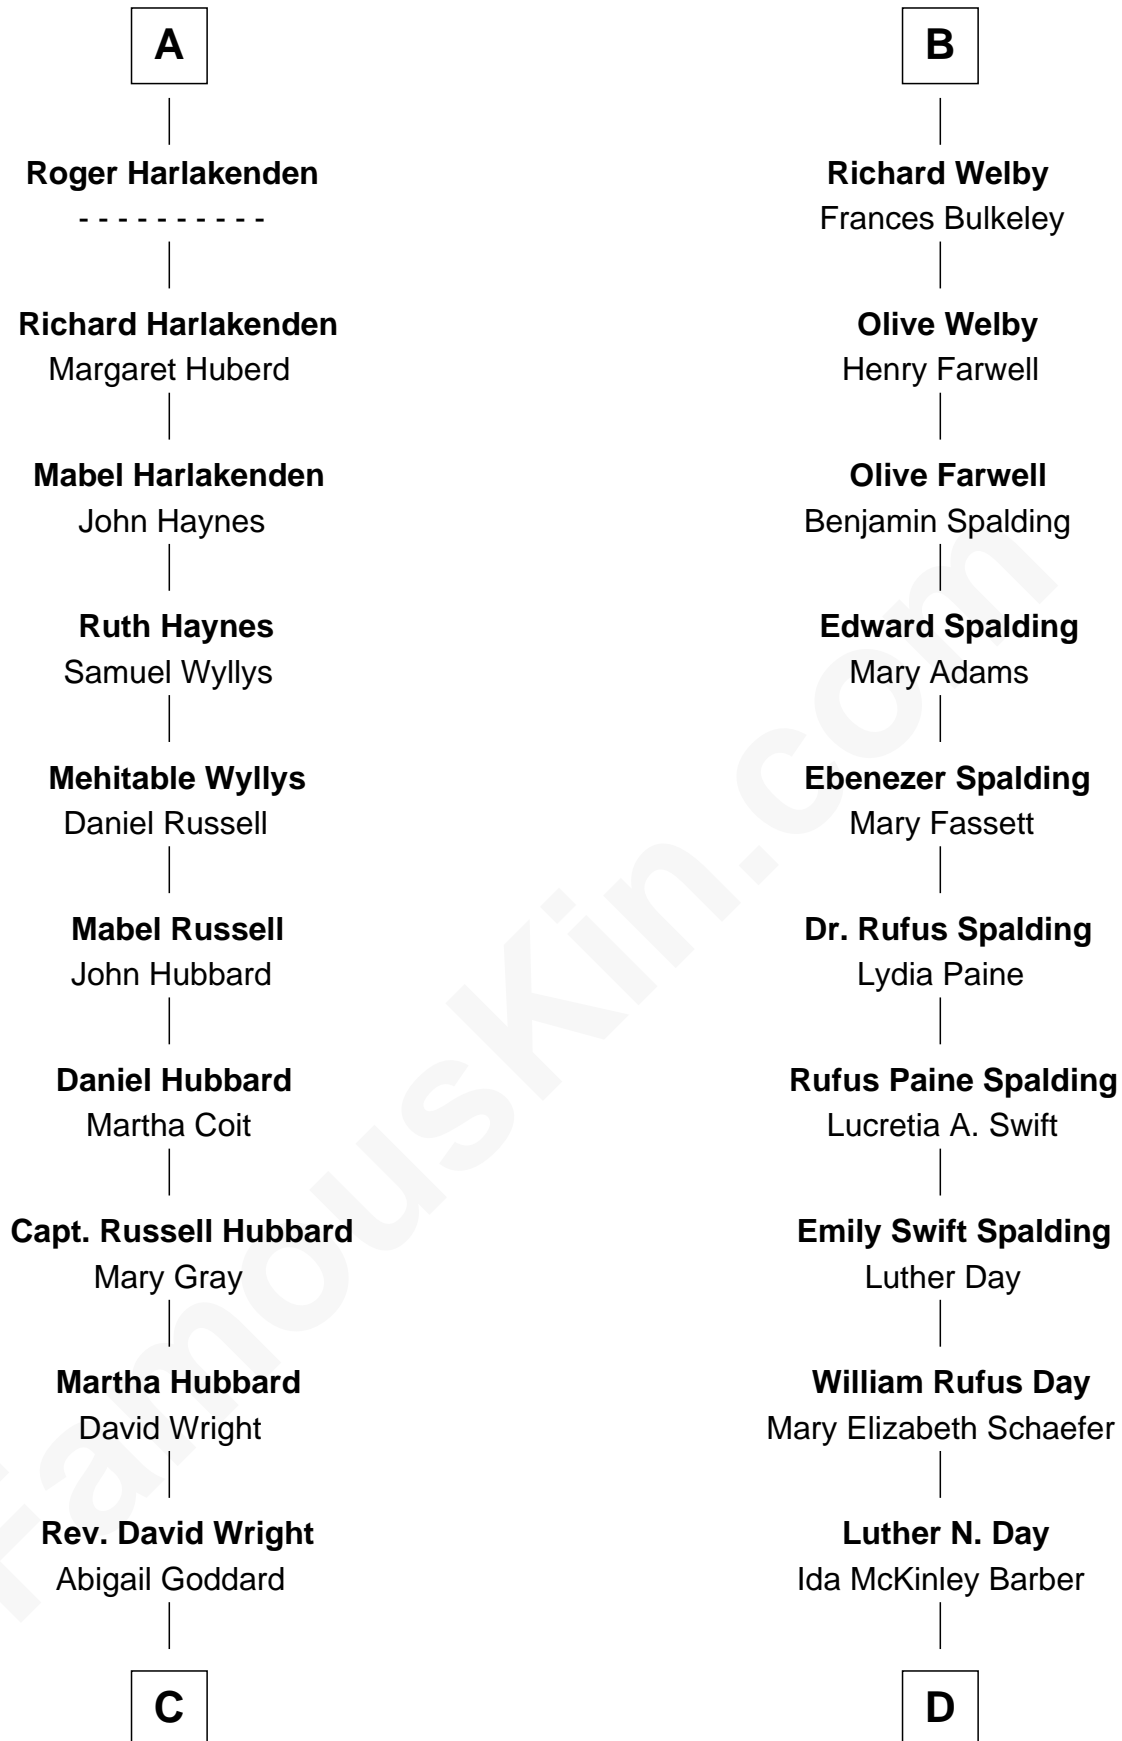 A
Roger Harlakenden
- - - - - - - - - -
Richard Harlakenden
Margaret Huberd
Mabel Harlakenden
John Haynes
Ruth Haynes
Samuel Wyllys
Mehitable Wyllys
Daniel Russell
Mabel Russell
John Hubbard
Daniel Hubbard
Martha Coit
Capt. Russell Hubbard
Mary Gray
Martha Hubbard
David Wright
Rev. David Wright
Abigail Goddard
C
B
Richard Welby
Frances Bulkeley
Olive Welby
Henry Farwell
Olive Farwell
Benjamin Spalding
Edward Spalding
Mary Adams
Ebenezer Spalding
Mary Fassett
Dr. Rufus Spalding
Lydia Paine
Rufus Paine Spalding
Lucretia A. Swift
Emily Swift Spalding
Luther Day
William Rufus Day
Mary Elizabeth Schaefer
Luther N. Day
Ida McKinley Barber
D
FamousKin.com